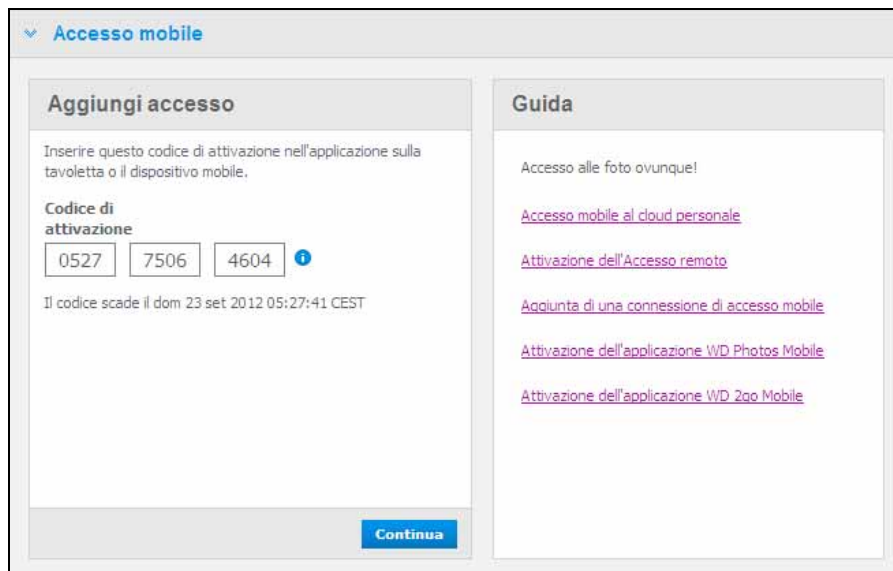 Accesso mobile
Aggiungi accesso
Inserire questo codice di attivazione nell'applicazione sulla
tavoletta o il dispositivo mobile.
Codice di
attivazione
0527 7506 4604
Il codice scade il dom 23 set 2012 05:27:41 CEST
Continua
Guida
Accesso alle foto ovunque!
Accesso mobile al cloud personale
Attivazione dell'Accesso remoto
Aggiunta di una connessione di accesso mobile
Attivazione dell'applicazione WD Photos Mobile
Attivazione dell'applicazione WD 2go Mobile